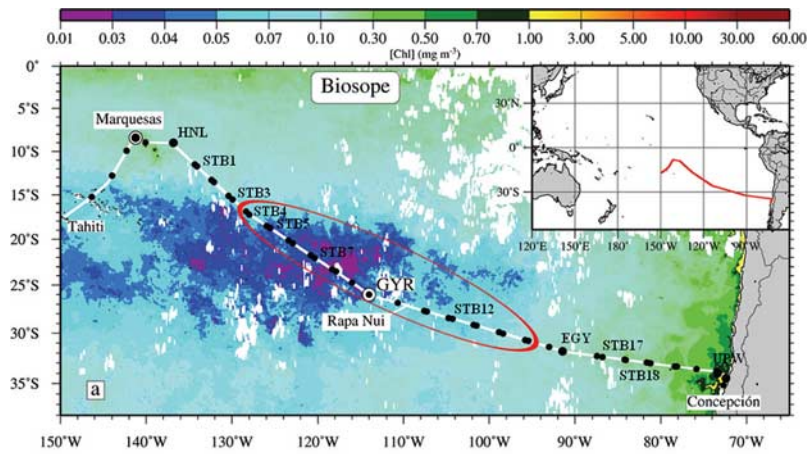 0.01 0.03 0.04 0.05 0.07 0.10 0.30 0.50 0.70 1.00 3.00 5.00 10.00 30.00 60.00
[Chl] (mg m⁻³)
0°
5°S
10°S
15°S
20°S
25°S
30°S
35°S
Biosope
Marquesas
HNL
STB1
STB3
STB4
STB5
STB7
Tahiti
GYR
Rapa Nui
STB12
EGY
STB17
STB18
UPW
Concepción
a
30°N
0°
30°S
120°E 150°E 180° 150°W 120°W 90°W
150°W 140°W 130°W 120°W 110°W 100°W 90°W 80°W 70°W